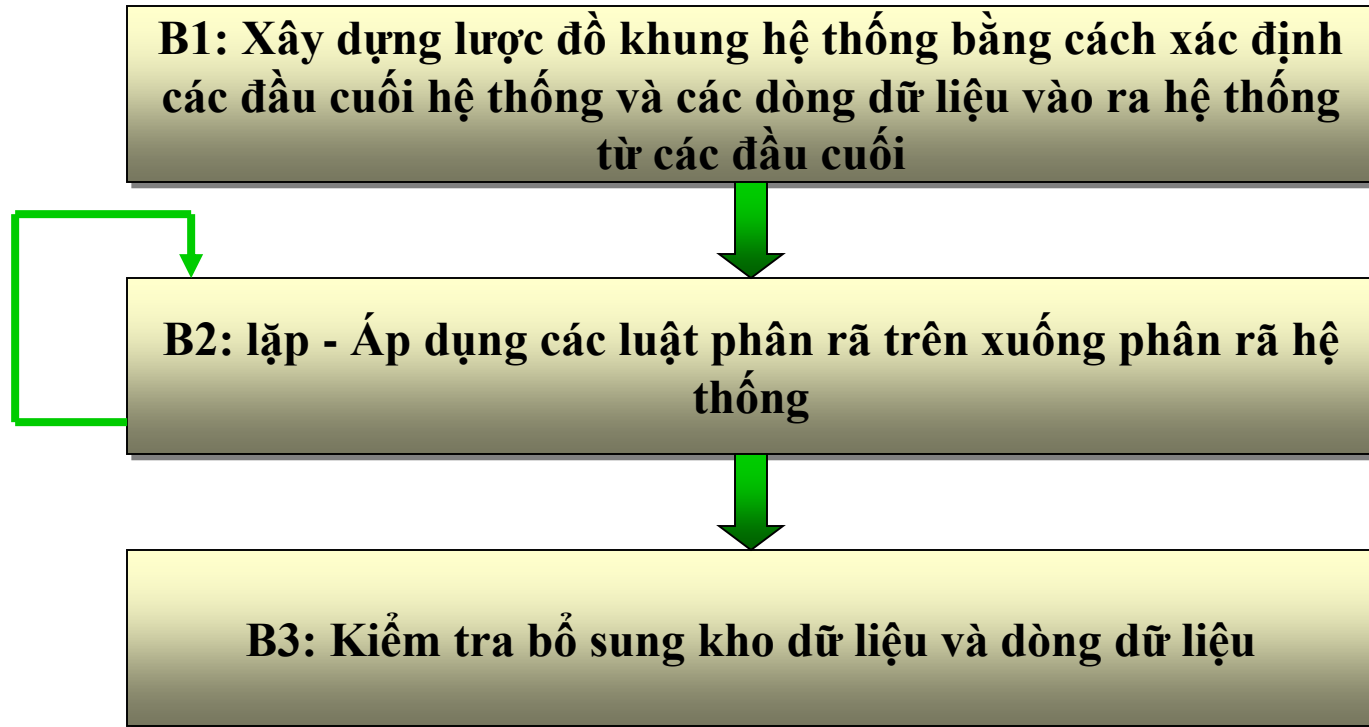 B1: Xây dựng lược đồ khung hệ thống bằng cách xác định
các đầu cuối hệ thống và các dòng dữ liệu vào ra hệ thống
từ các đầu cuối
B2: lặp - Áp dụng các luật phân rã trên xuống phân rã hệ
thống
B3: Kiểm tra bổ sung kho dữ liệu và dòng dữ liệu